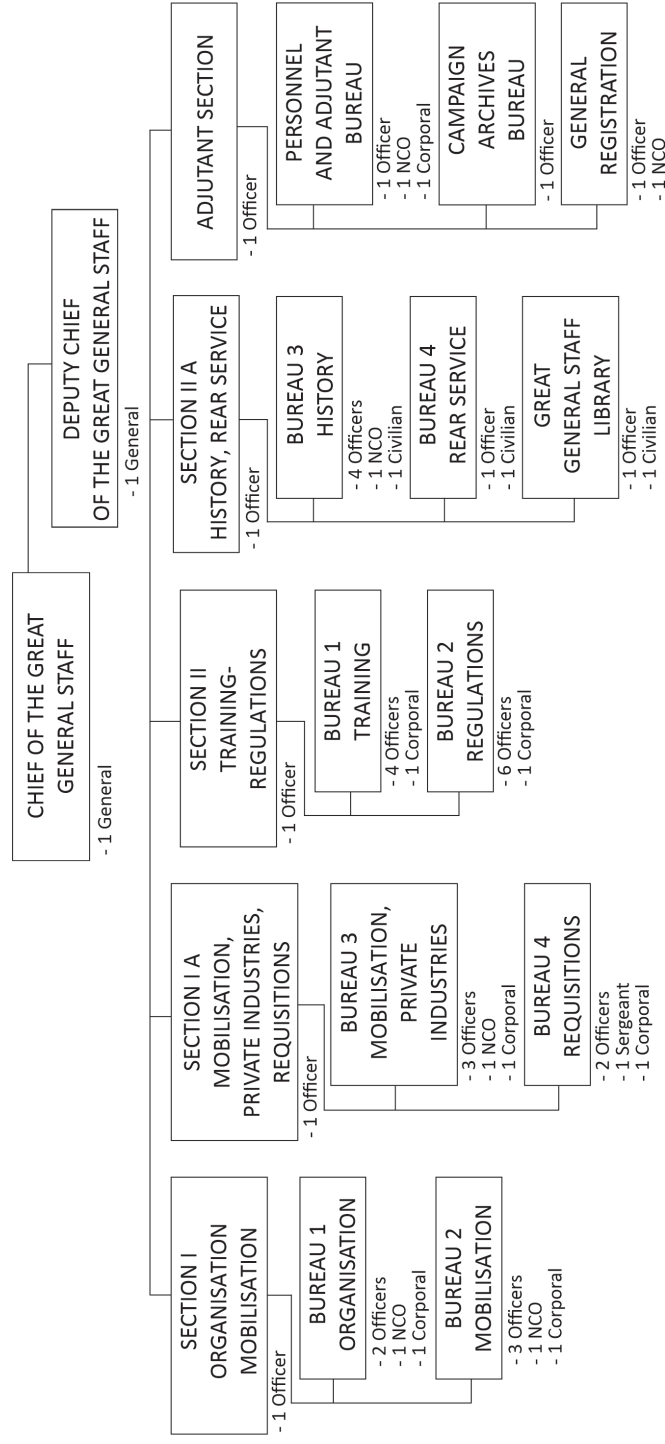 CHIEF OF THE GREAT
GENERAL STAFF
- 1 General
DEPUTY CHIEF
OF THE GREAT GENERAL STAFF
- 1 General
SECTION I
ORGANISATION
MOBILISATION
- 1 Officer
BUREAU 1
ORGANISATION
- 2 Officers
- 1 NCO
- 1 Corporal
BUREAU 2
MOBILISATION
- 3 Officers
- 1 NCO
- 1 Corporal
SECTION I A
MOBILISATION,
PRIVATE INDUSTRIES,
REQUISITIONS
- 1 Officer
BUREAU 3
MOBILISATION,
PRIVATE
INDUSTRIES
- 3 Officers
- 1 NCO
- 1 Corporal
BUREAU 4
REQUISITIONS
- 2 Officers
- 1 Sergeant
- 1 Corporal
SECTION II
TRAINING-
REGULATIONS
- 1 Officer
BUREAU 1
TRAINING
- 4 Officers
- 1 Corporal
BUREAU 2
REGULATIONS
- 6 Officers
- 1 Corporal
SECTION II A
HISTORY, REAR SERVICE
- 1 Officer
BUREAU 3
HISTORY
- 4 Officers
- 1 NCO
- 1 Civilian
BUREAU 4
REAR SERVICE
- 1 Officer
- 1 Civilian
GREAT
GENERAL STAFF
LIBRARY
- 1 Officer
- 1 Civilian
ADJUTANT SECTION
- 1 Officer
PERSONNEL
AND ADJUTANT
BUREAU
- 1 Officer
- 1 NCO
- 1 Corporal
CAMPAIGN
ARCHIVES
BUREAU
- 1 Officer
GENERAL
REGISTRATION
- 1 Officer
- 1 NCO